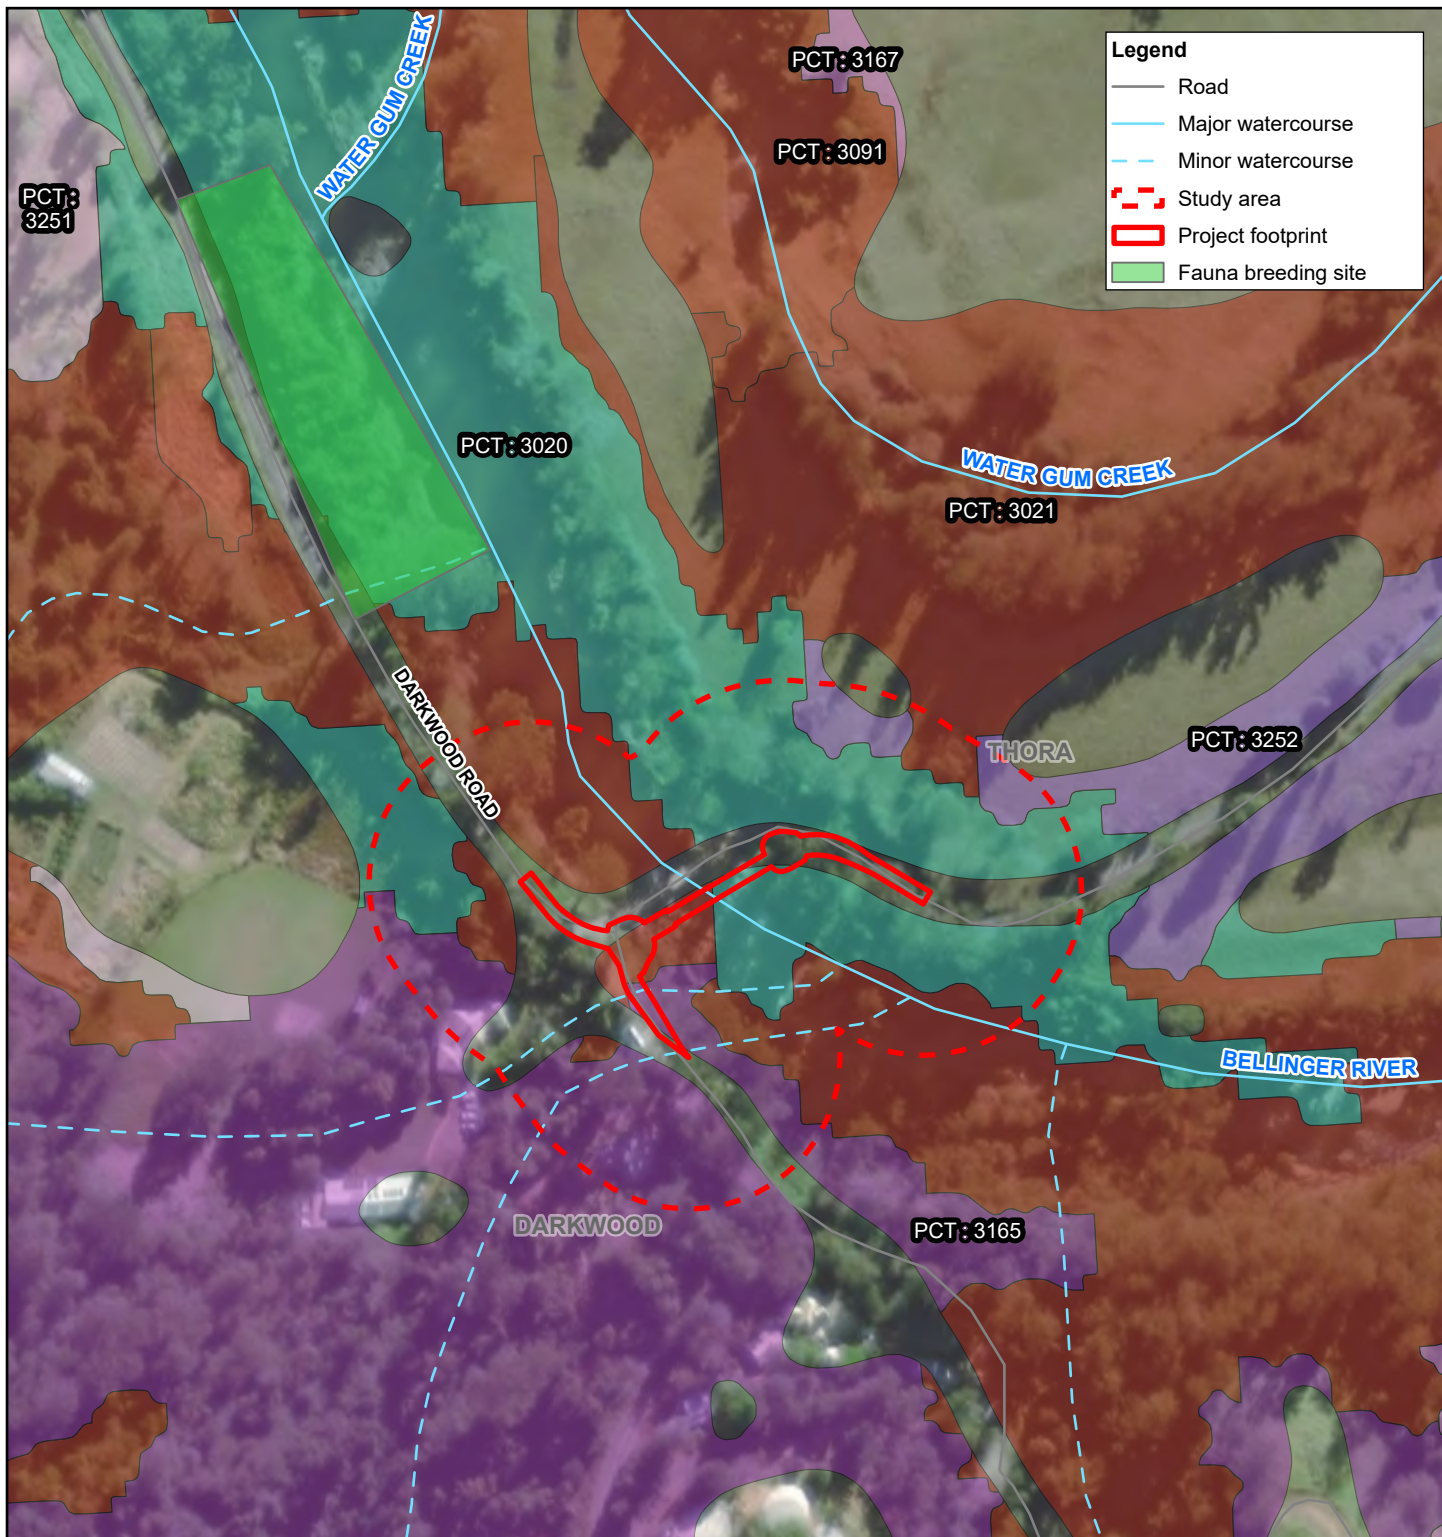 WATER GUM CREEK
PCT : 3167
PCT : 3091
Legend
Road
Major watercourse
Minor watercourse
Study area
Project footprint
Fauna breeding site
PCT :
3251
PCT : 3020
WATER GUM CREEK
PCT : 3021
DARKWOOD ROAD
THORA
PCT : 3252
BELLINGER RIVER
DARKWOOD
PCT : 3165